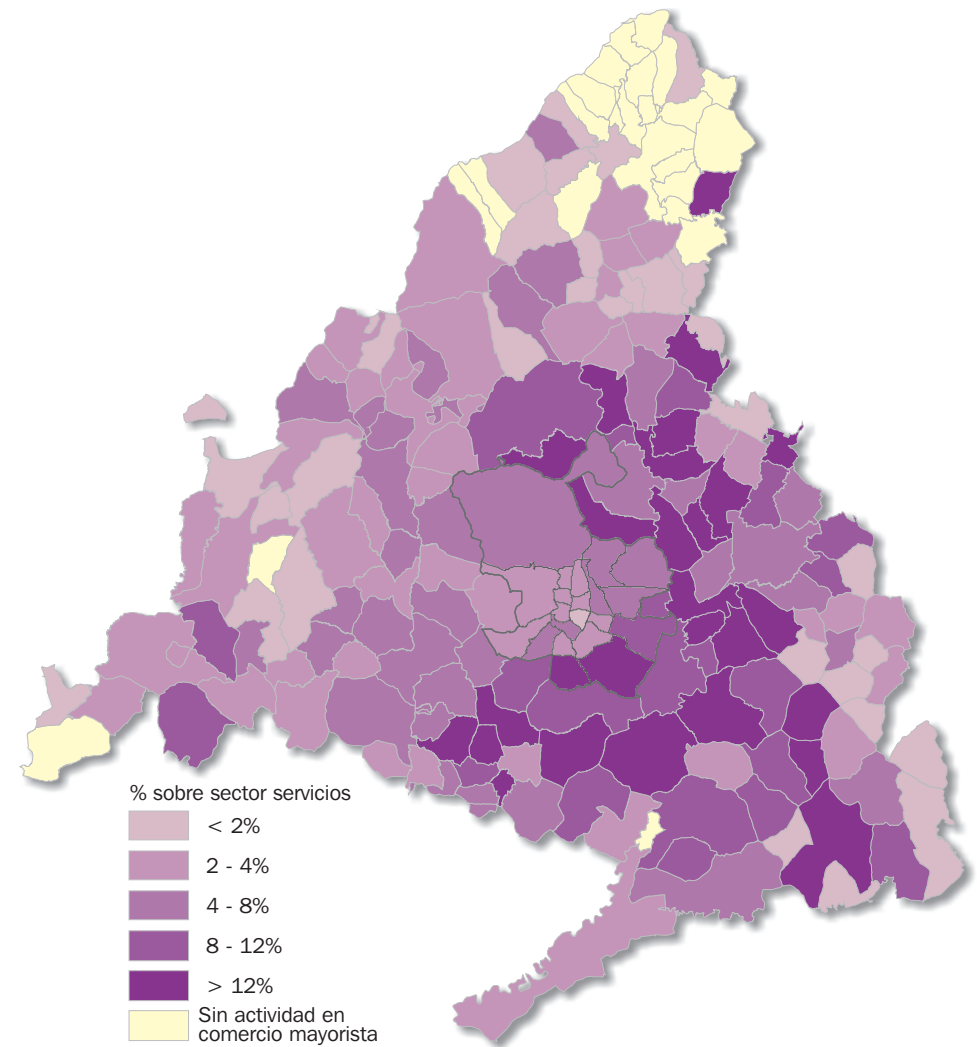 % sobre sector servicios
< 2%
2 - 4%
4 - 8%
8 - 12%
> 12%
Sin actividad en
comercio mayorista